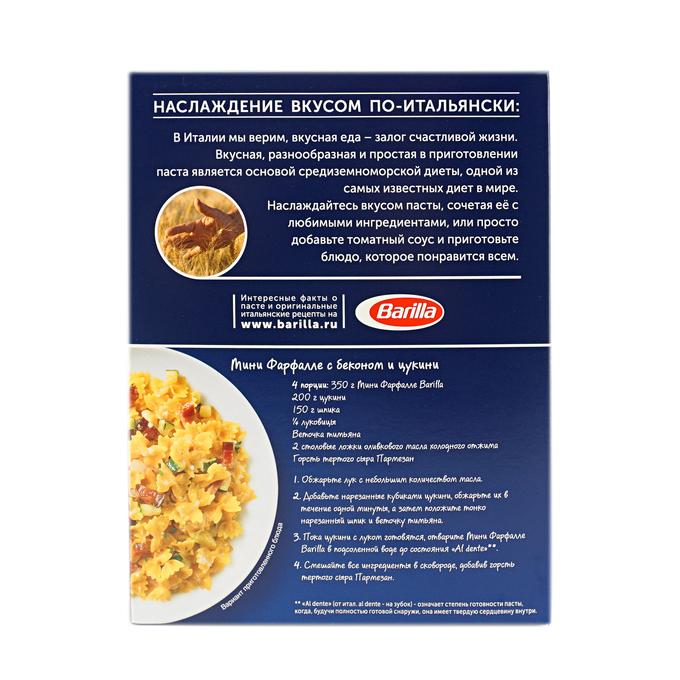 НАСЛАЖДЕНИЕ ВКУСОМ ПО-ИТАЛЬЯНСКИ:
В Италии мы верим, вкусная еда – залог счастливой жизни.
Вкусная, разнообразная и простая в приготовлении
паста является основой средиземноморской диеты, одной из
самых известных диет в мире.
Наслаждайтесь вкусом пасты, сочетая её с
любимыми ингредиентами, или просто
добавьте томатный соус и приготовьте
блюдо, которое понравится всем.
Интересные факты о
пасте и оригинальные
итальянские рецепты на
www.barilla.ru
Barilla
Мини Фарфалле с беконом и цукини
4 порции: 350 г Мини Фарфалле Barilla
200 г цукини
150 г шпика
½ луковицы
Веточка тимьяна
2 столовые ложки оливкового масла холодного отжима
Горсть тертого сыра Пармезан
1. Обжарьте лук с небольшим количеством масла.
2. Добавьте нарезанные кубиками цукини, обжарьте их в
течение одной минуты, а затем положите тонко
нарезанный шпик и веточку тимьяна.
3. Пока цукини с луком готовятся, отварите Мини Фарфалле
Barilla в подсоленной воде до состояния «Al dente»**.
4. Смешайте все ингредиенты в сковороде, добавив горсть
тертого сыра Пармезан.
Вариант приготовленного блюда
** «Al dente» (от итал. al dente - на зубок) - означает степень готовности пасты,
когда, будучи полностью готовой снаружи, она имеет твердую сердцевину внутри.